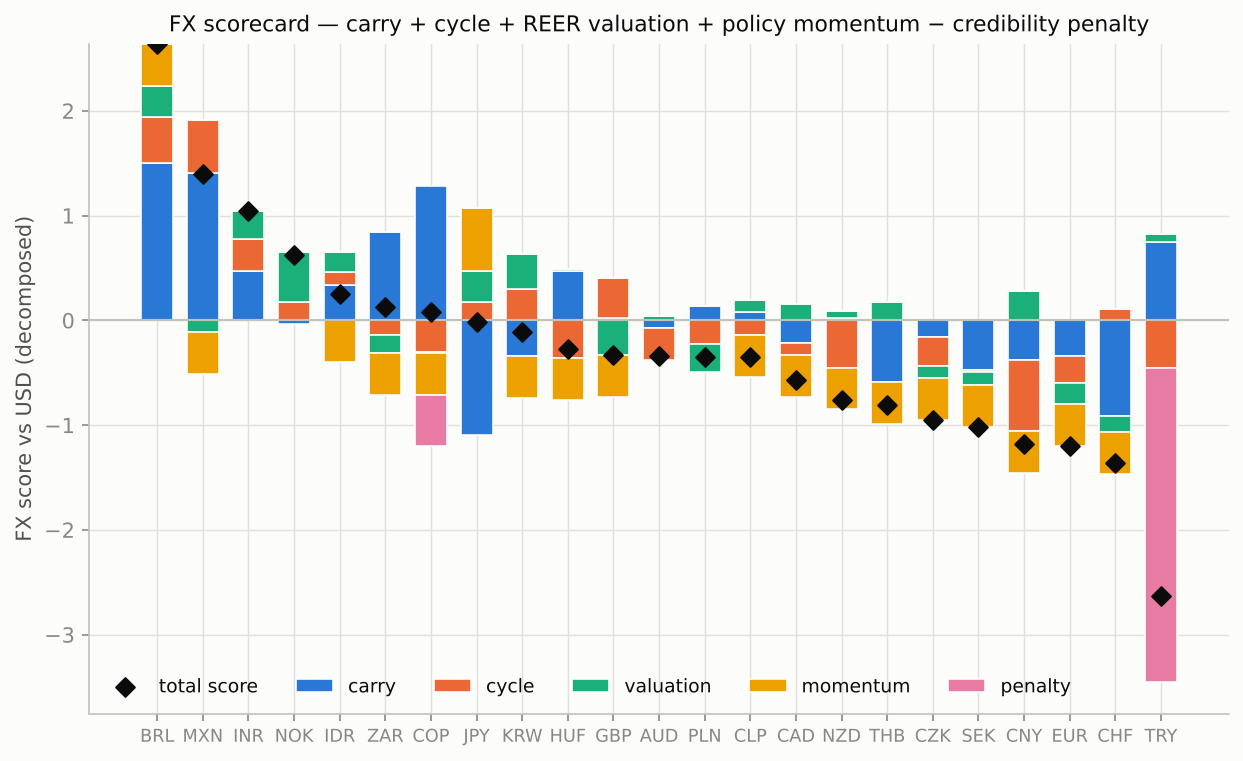 FX scorecard — carry + cycle + REER valuation + policy momentum − credibility penalty
FX score vs USD (decomposed)
2
1
0
−1
−2
−3
total score carry cycle valuation momentum penalty
BRL MXN INR NOK IDR ZAR COP JPY KRW HUF GBP AUD PLN CLP CAD NZD THB CZK SEK CNY EUR CHF TRY